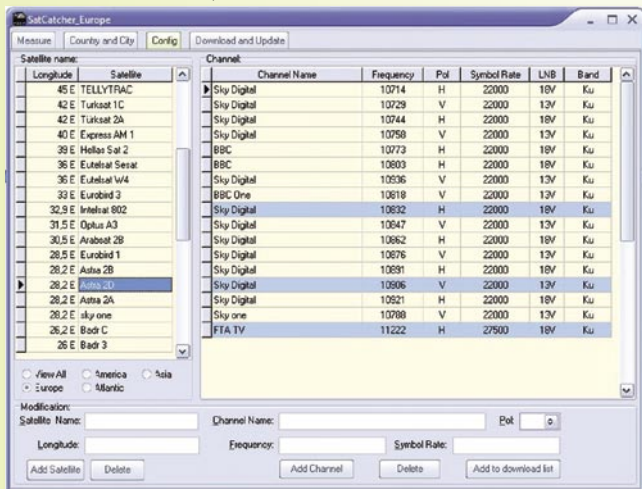 SatCatcher_Europe
Measure Country and City Config Download and Update
Satellite name:
Longitude Satellite
45 E TELLYTRAC
42 E Turksat 1C
42 E Türksat 2A
40 E Express AM 1
39 E Hellas Sat 2
36 E Eutelsat Sesat
36 E Eutelsat W4
33 E Eurobird 3
32,9 E Intelsat 802
31,5 E Optus A3
30,5 E Arabsat 2B
28,5 E Eurobird 1
28,2 E Astra 2B
28,2 E Astra 2D
28,2 E Astra 2A
28,2 E sky one
26,2 E Badr C
26 E Badr 3
View All America Asia
Europe Atlantic
Channel:
Channel Name Frequency Pol Symbol Rate LNB Band
Sky Digital 10714 H 22000 18V Ku
Sky Digital 10729 V 22000 13V Ku
Sky Digital 10744 H 22000 18V Ku
Sky Digital 10758 V 22000 13V Ku
BBC 10773 H 22000 18V Ku
BBC 10803 H 22000 18V Ku
Sky Digital 10936 V 22000 13V Ku
BBC One 10818 V 22000 13V Ku
Sky Digital 10832 H 22000 18V Ku
Sky Digital 10847 V 22000 13V Ku
Sky Digital 10862 H 22000 18V Ku
Sky Digital 10876 V 22000 13V Ku
Sky Digital 10891 H 22000 18V Ku
Sky Digital 10906 V 22000 13V Ku
Sky Digital 10921 H 22000 18V Ku
Sky one 10788 V 22000 13V Ku
FTA TV 11222 H 27500 18V Ku
Modification:
Satellite Name: Channel Name: Pol:
Longitude: Frequency: Symbol Rate:
Add Satellite Delete Add Channel Delete Add to download list